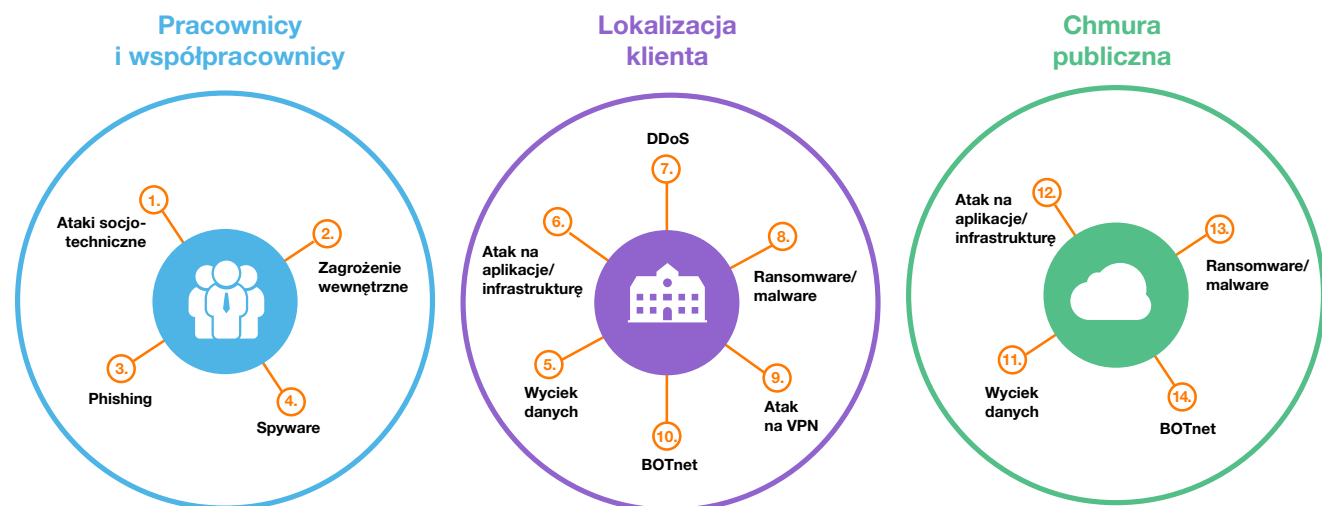 Pracownicy
i współpracownicy
1.
Ataki socjo-
techniczne
2.
Zagrożenie
wewnętrzne
3.
Phishing
4.
Spyware
Lokalizacja
klienta
5.
Wyciek
danych
6.
Atak na
aplikacje/
infrastrukturę
DDoS
7.
8.
Ransomware/
malware
9.
Atak
na VPN
10.
BOTnet
Chmura
publiczna
11.
Wyciek
danych
12.
Atak na
aplikacje/
infrastrukturę
13.
Ransomware/
malware
14.
BOTnet